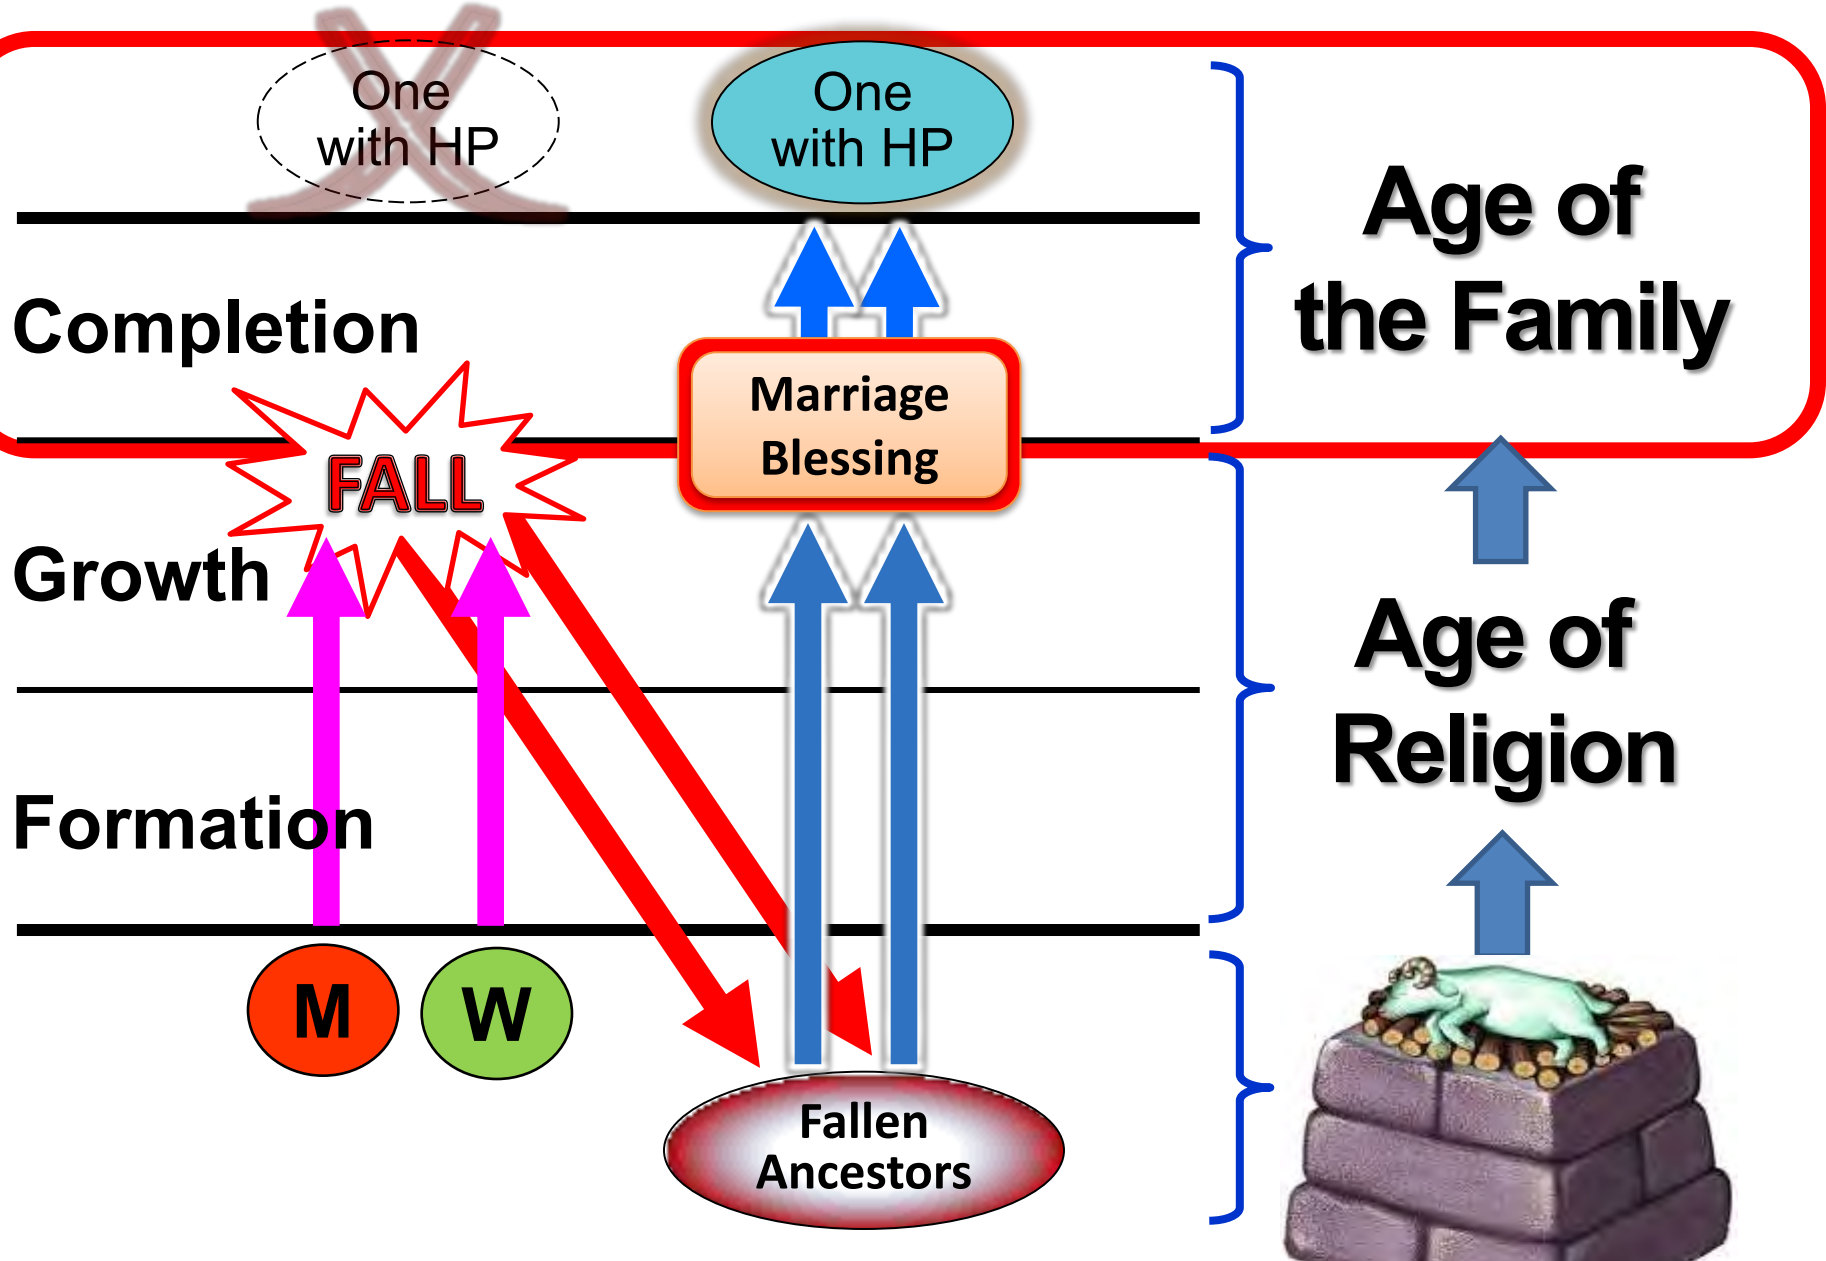 One
with HP
One
with HP
Age of
the Family
Completion
Marriage
Blessing
FALL
Growth
Age of
Religion
Formation
M
W
Fallen
Ancestors